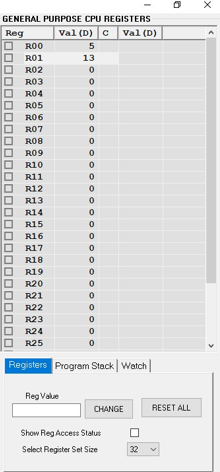 GENERAL PURPOSE CPU REGISTERS
Reg Val(D) C Val(D)
R00 5
R01 13
R02 0
R03 0
R04 0
R05 0
R06 0
R07 0
R08 0
R09 0
R10 0
R11 0
R12 0
R13 0
R14 0
R15 0
R16 0
R17 0
R18 0
R19 0
R20 0
R21 0
R22 0
R23 0
R24 0
R25 0
Registers Program Stack Watch
Reg Value
CHANGE RESET ALL
Show Reg Access Status
Select Register Set Size 32